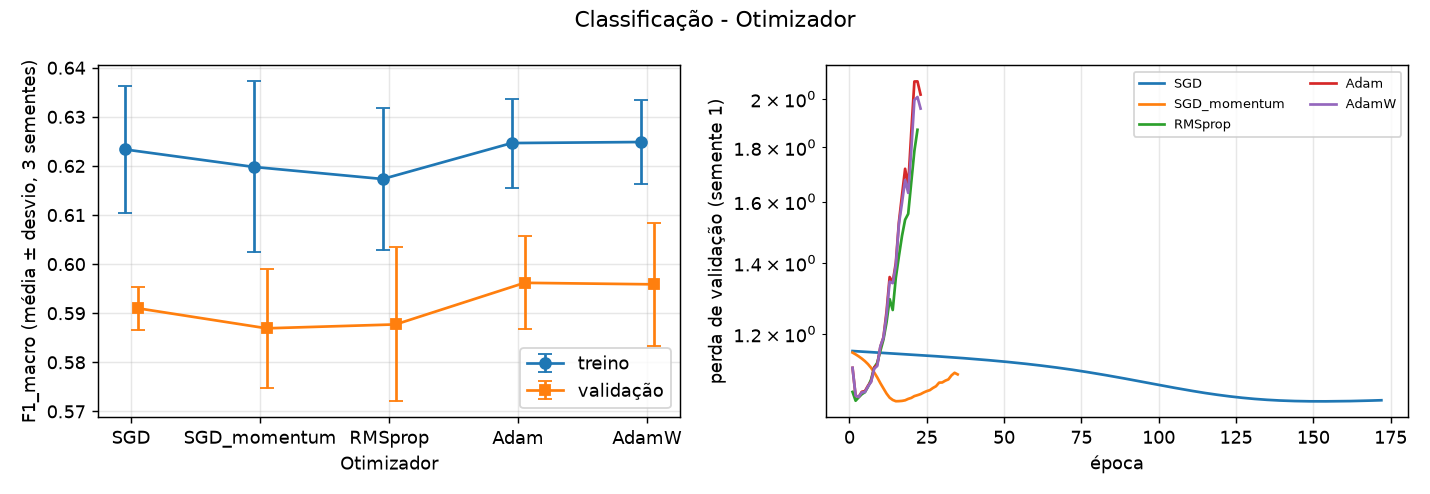 Classificação - Otimizador
F1_macro (média ± desvio, 3 sementes)
0.64
0.63
0.62
0.61
0.60
0.59
0.58
0.57
treino
validação
SGD SGD_momentum RMSprop Adam AdamW
Otimizador
perda de validação (semente 1)
2 × 10⁰
1.8 × 10⁰
1.6 × 10⁰
1.4 × 10⁰
1.2 × 10⁰
SGD
SGD_momentum
RMSprop
Adam
AdamW
0 25 50 75 100 125 150 175
época